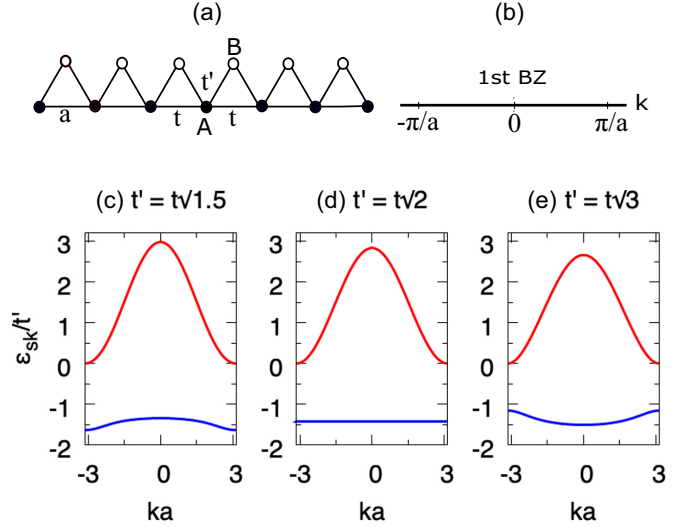 (a)
(b)
B
t'
a
t
A
t
1st BZ
k
-π/a
0
π/a
(c) t' = t√1.5
(d) t' = t√2
(e) t' = t√3
ε_sk/t'
3
2
1
0
-1
-2
-3
0
3
ka
3
2
1
0
-1
-2
-3
0
3
ka
3
2
1
0
-1
-2
-3
0
3
ka